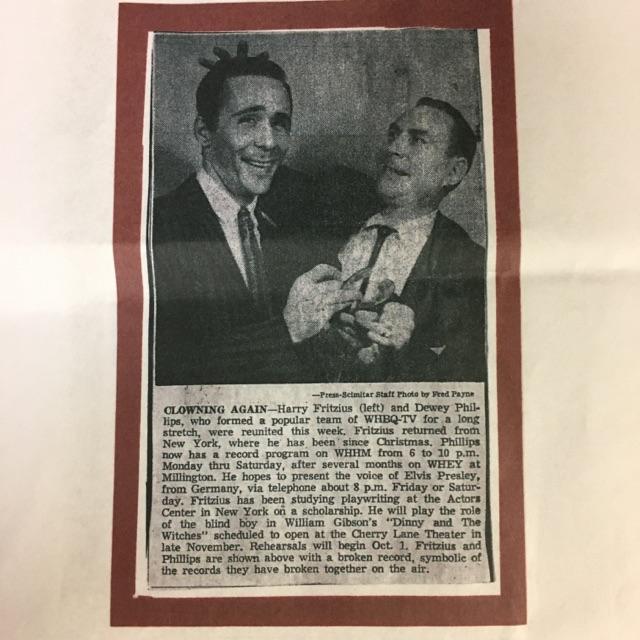 —Press-Scimitar Staff Photo by Fred Payne
CLOWNING AGAIN—Harry Fritzius (left) and Dewey Phil-
lips, who formed a popular team of WHBQ-TV for a long
stretch, were reunited this week. Fritzius returned from
New York, where he has been since Christmas. Phillips
now has a record program on WHHM from 6 to 10 p.m.
Monday thru Saturday, after several months on WHEY at
Millington. He hopes to present the voice of Elvis Presley,
from Germany, via telephone about 8 p.m. Friday or Satur-
day. Fritzius has been studying playwriting at the Actors
Center in New York on a scholarship. He will play the role
of the blind boy in William Gibson's "Dinny and The
Witches" scheduled to open at the Cherry Lane Theater in
late November. Rehearsals will begin Oct. 1. Fritzius and
Phillips are shown above with a broken record, symbolic of
the records they have broken together on the air.